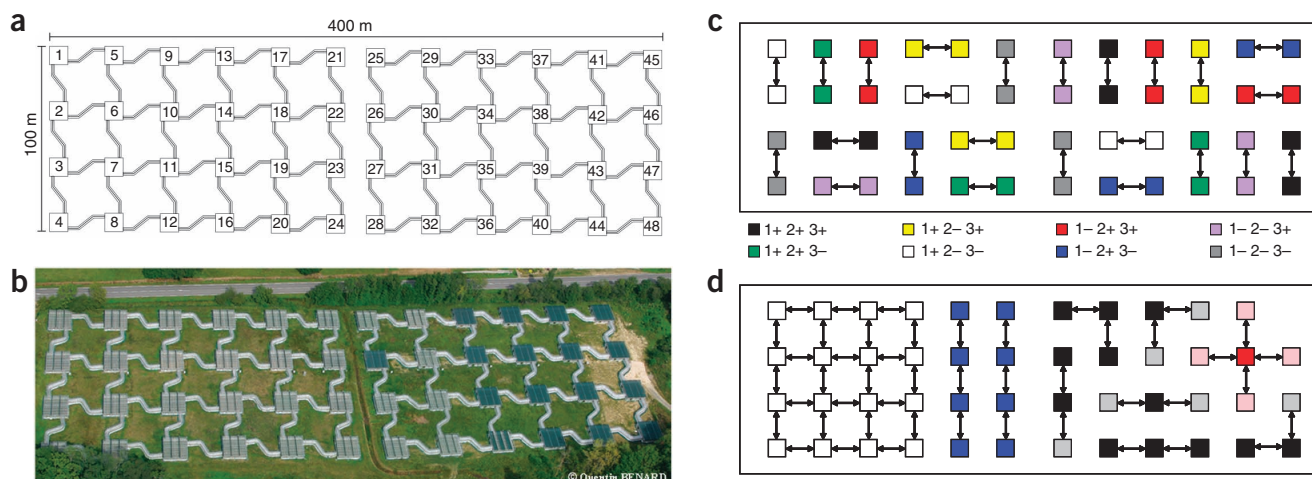 a
400 m
100 m
1 5 9 13 17 21 25 29 33 37 41 45
2 6 10 14 18 22 26 30 34 38 42 46
3 7 11 15 19 23 27 31 35 39 43 47
4 8 12 16 20 24 28 32 36 40 44 48
b
© Quentin BENARD
c
1+ 2+ 3+ 1+ 2– 3+ 1– 2+ 3+ 1– 2– 3+
1+ 2+ 3– 1+ 2– 3– 1– 2+ 3– 1– 2– 3–
d